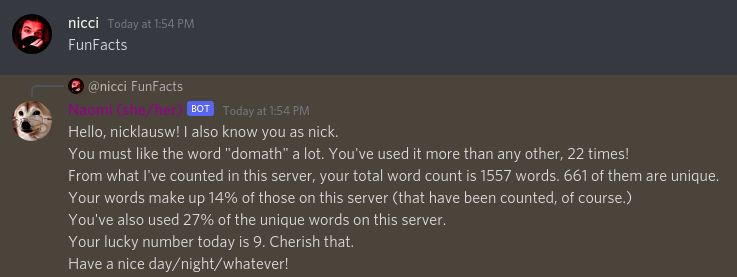 nicci Today at 1:54 PM
FunFacts
@nicci FunFacts
Naomi (she/her) BOT Today at 1:54 PM
Hello, nicklausw! I also know you as nick.
You must like the word "domath" a lot. You've used it more than any other, 22 times!
From what I've counted in this server, your total word count is 1557 words. 661 of them are unique.
Your words make up 14% of those on this server (that have been counted, of course.)
You've also used 27% of the unique words on this server.
Your lucky number today is 9. Cherish that.
Have a nice day/night/whatever!